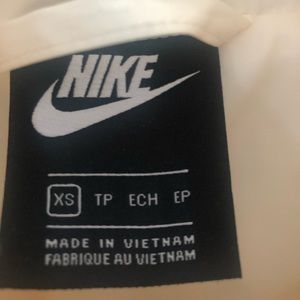 NIKE
XS TP ECH EP
MADE IN VIETNAM
FABRIQUE AU VIETNAM